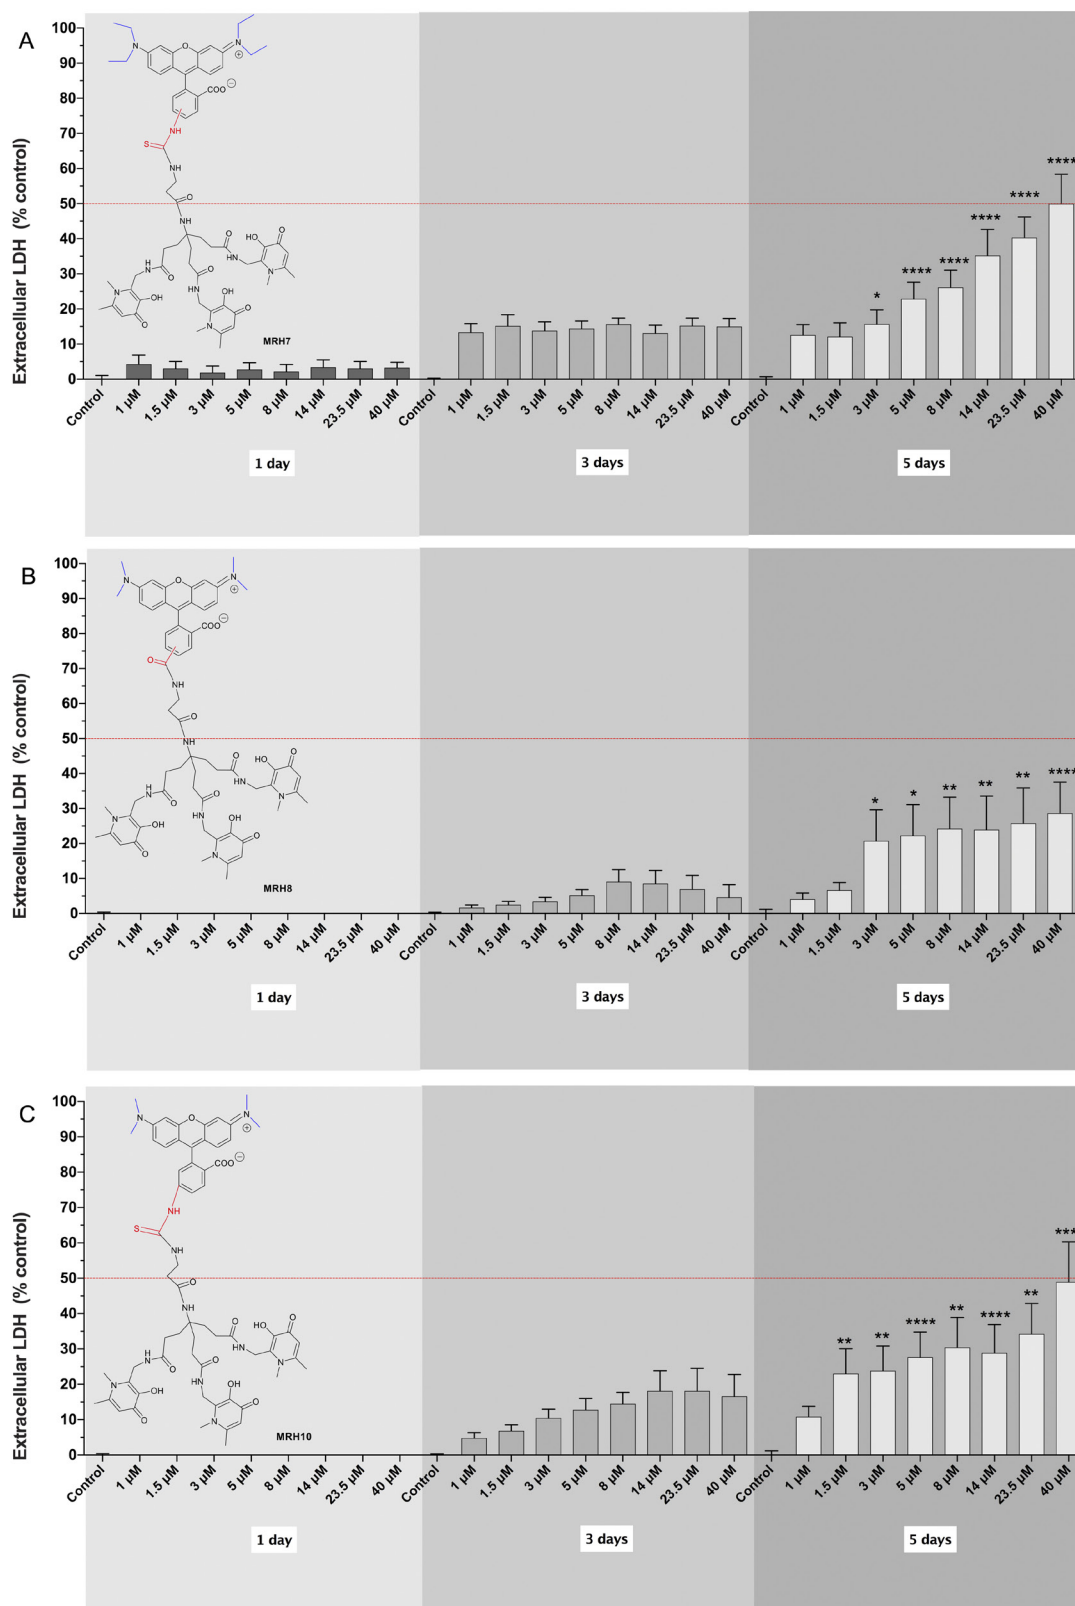 A
Extracellular LDH (% control)
100
90
80
70
60
50
40
30
20
10
0
N
O
N
⊕
COO
⊖
NH
S
NH
O
NH
HO
O
O
N
H
N
H
N
O
O
NH
OH
O
N
N
OH
O
N
MRH7
*
****
****
****
****
****
Control
1 µM
1.5 µM
3 µM
5 µM
8 µM
14 µM
23.5 µM
40 µM
Control
1 µM
1.5 µM
3 µM
5 µM
8 µM
14 µM
23.5 µM
40 µM
Control
1 µM
1.5 µM
3 µM
5 µM
8 µM
14 µM
23.5 µM
40 µM
1 day
3 days
5 days
B
Extracellular LDH (% control)
100
90
80
70
60
50
40
30
20
10
0
N
O
N
⊕
COO
⊖
O
NH
O
NH
HO
O
O
N
H
N
H
N
O
O
NH
OH
O
N
N
OH
O
N
MRH8
*
*
**
**
**
****
Control
1 µM
1.5 µM
3 µM
5 µM
8 µM
14 µM
23.5 µM
40 µM
Control
1 µM
1.5 µM
3 µM
5 µM
8 µM
14 µM
23.5 µM
40 µM
Control
1 µM
1.5 µM
3 µM
5 µM
8 µM
14 µM
23.5 µM
40 µM
1 day
3 days
5 days
C
Extracellular LDH (% control)
100
90
80
70
60
50
40
30
20
10
0
N
O
N
⊕
COO
⊖
NH
S
NH
O
NH
HO
O
O
N
H
N
H
N
O
O
NH
OH
O
N
N
OH
O
N
MRH10
**
**
****
**
****
**
***
Control
1 µM
1.5 µM
3 µM
5 µM
8 µM
14 µM
23.5 µM
40 µM
Control
1 µM
1.5 µM
3 µM
5 µM
8 µM
14 µM
23.5 µM
40 µM
Control
1 µM
1.5 µM
3 µM
5 µM
8 µM
14 µM
23.5 µM
40 µM
1 day
3 days
5 days